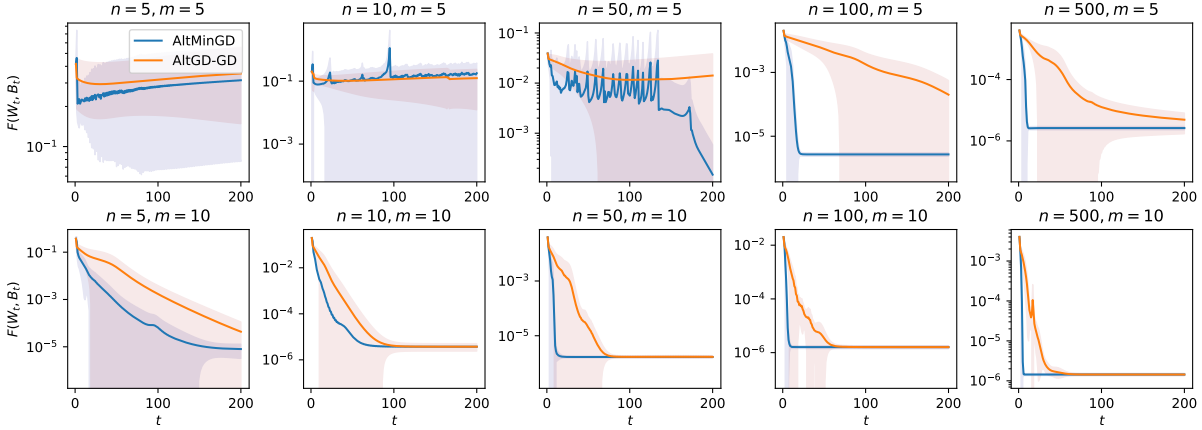 n = 5, m = 5
n = 10, m = 5
n = 50, m = 5
n = 100, m = 5
n = 500, m = 5
AltMinGD
AltGD-GD
F(W_t, B_t)
10^{-1}
10^{-1}
10^{-3}
10^{-1}
10^{-2}
10^{-3}
10^{-3}
10^{-5}
10^{-4}
10^{-6}
0 100 200
0 100 200
0 100 200
0 100 200
0 100 200
n = 5, m = 10
n = 10, m = 10
n = 50, m = 10
n = 100, m = 10
n = 500, m = 10
F(W_t, B_t)
10^{-1}
10^{-3}
10^{-5}
10^{-2}
10^{-4}
10^{-6}
10^{-3}
10^{-5}
10^{-2}
10^{-4}
10^{-6}
10^{-3}
10^{-4}
10^{-5}
10^{-6}
0 100 200
0 100 200
0 100 200
0 100 200
0 100 200
t
t
t
t
t